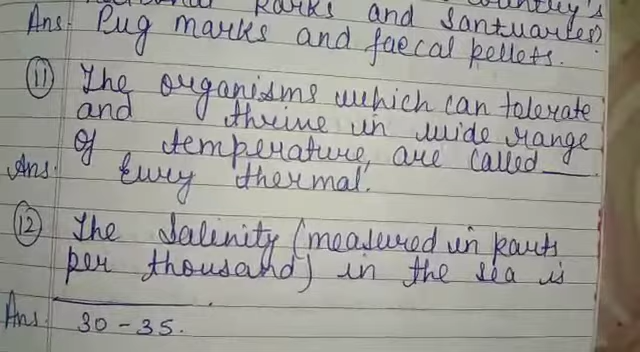 Parks and Santuaries?
Ans: Pug marks and faecal pellets.
(11) The organisms which can tolerate
and thrive in wide range
of temperature, are called ___
Ans: Eury thermal.
(12) The Salinity (measured in parts
per thousand) in the sea is
___.
Ans. 30-35.